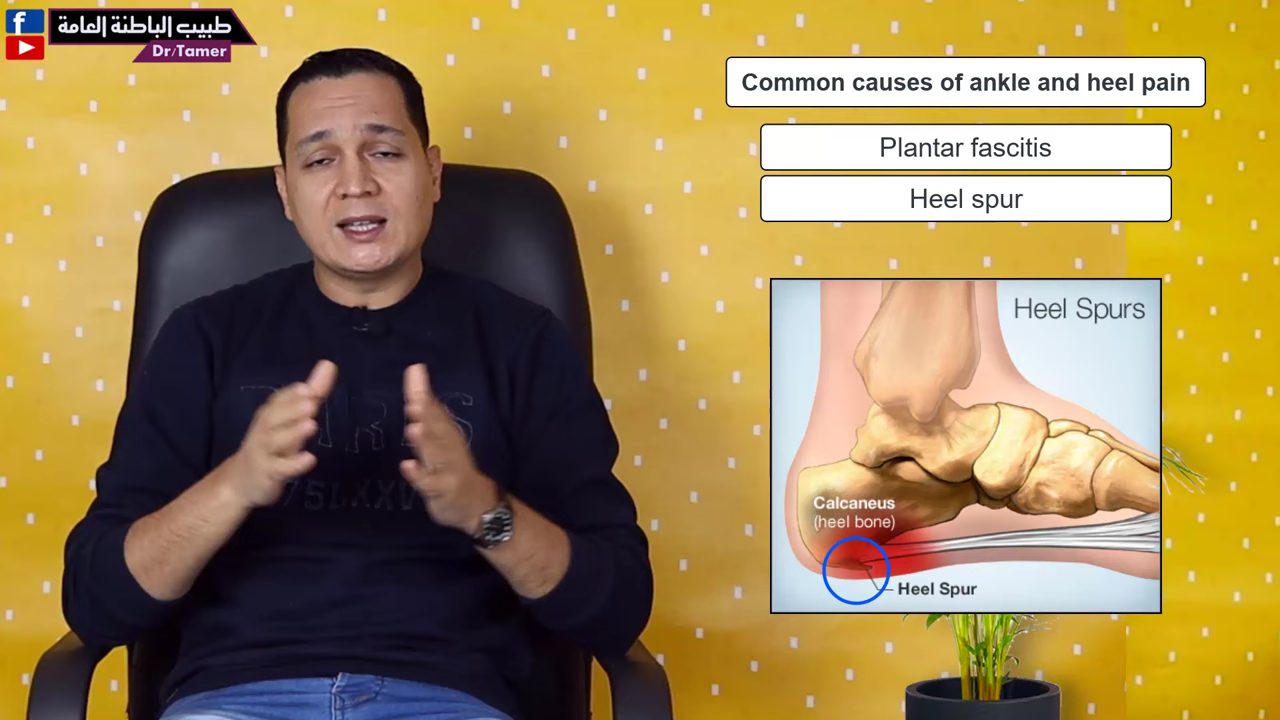 f
طبيب الباطنة العامة
Dr/Tamer
Common causes of ankle and heel pain
Plantar fascitis
Heel spur
Heel Spurs
Calcaneus
(heel bone)
Heel Spur